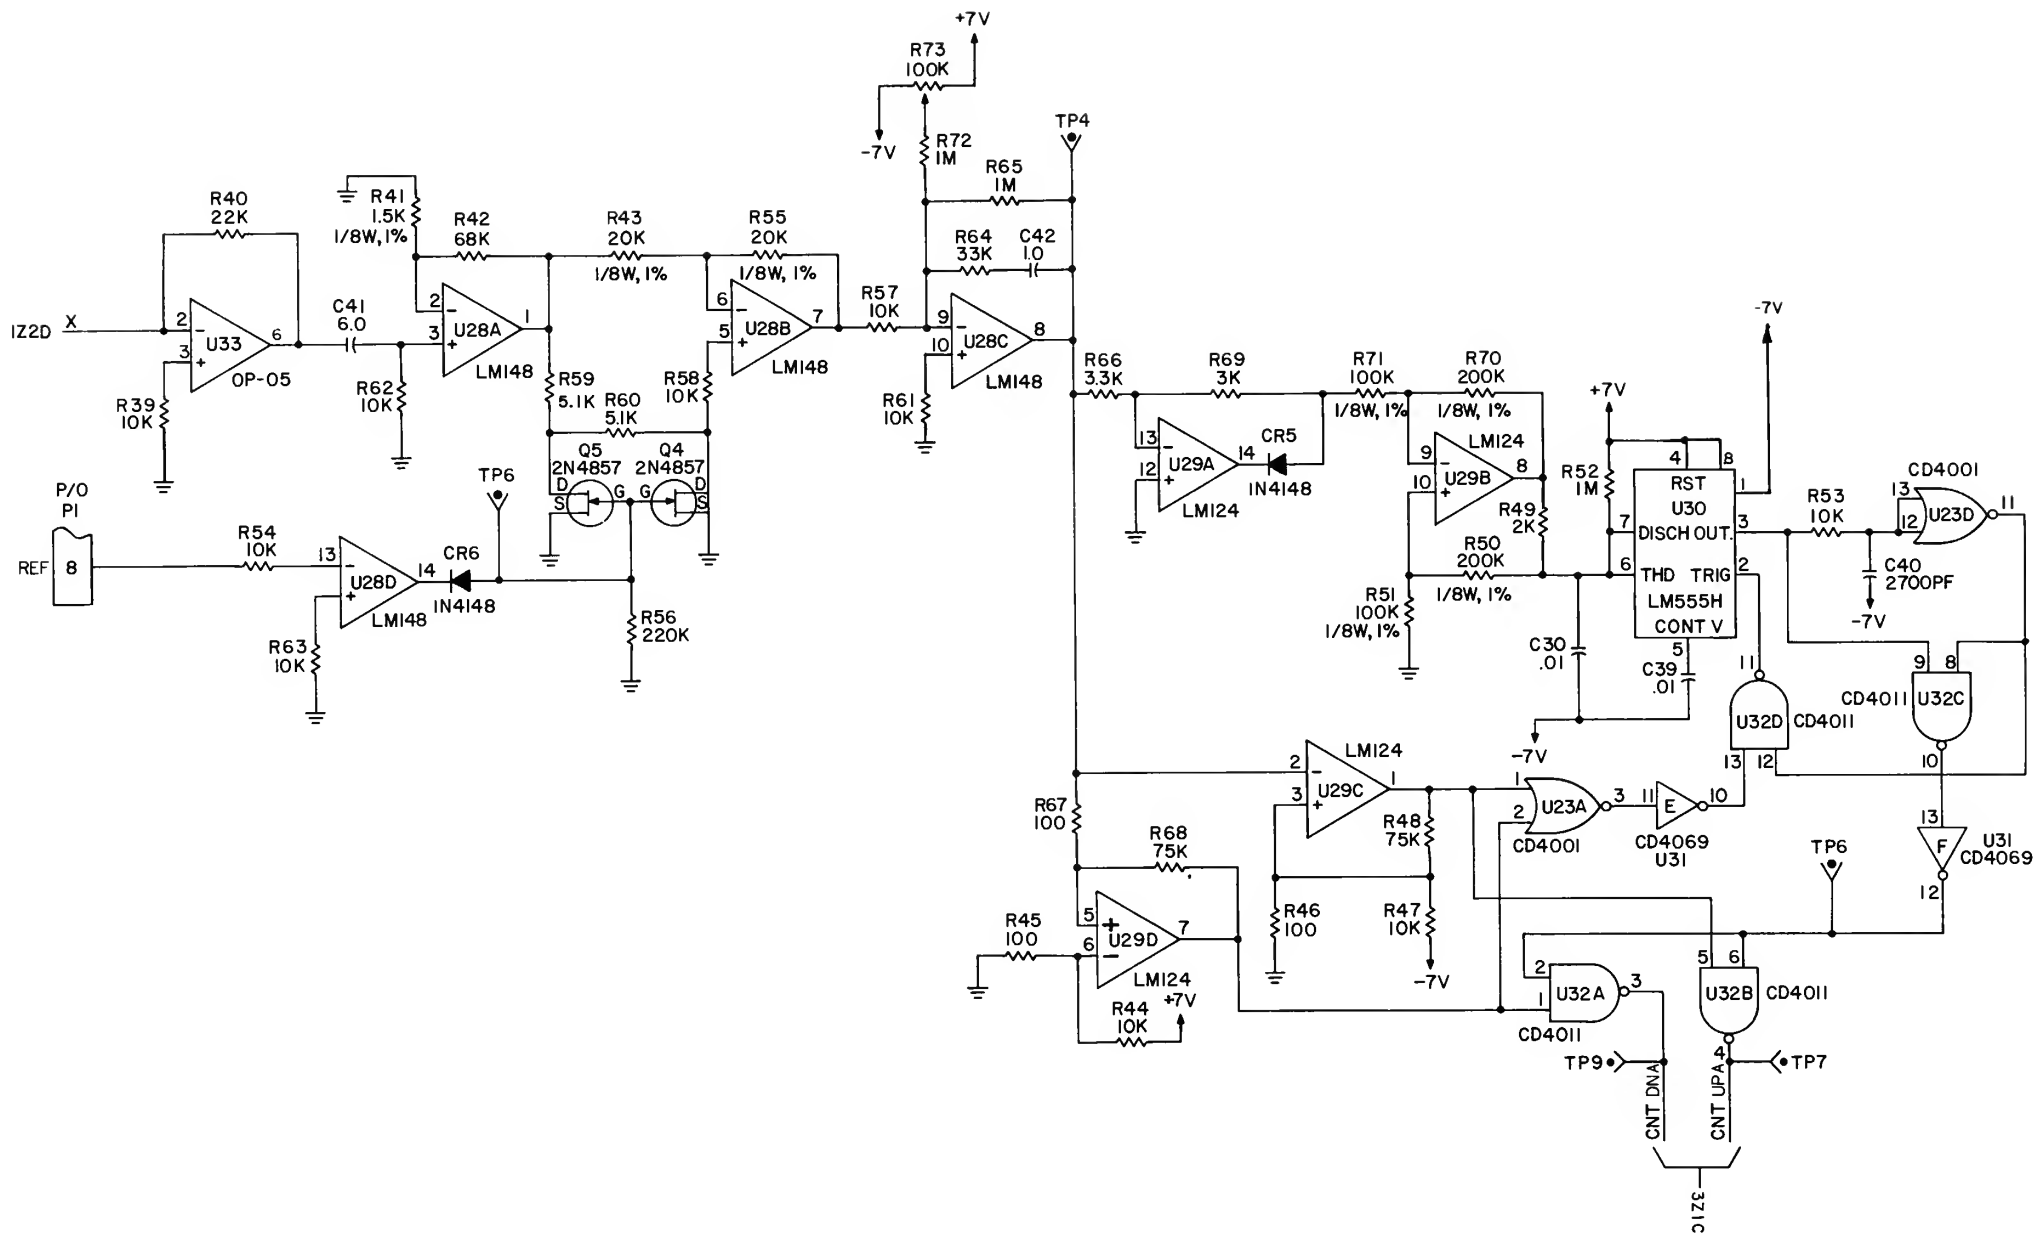 +7V
R73
100K
-7V
R72
1M
TP4
R65
1M
R64
33K
C42
1.0
R40
22K
R41
1.5K
1/8W, 1%
R42
68K
R43
20K
1/8W, 1%
R55
20K
1/8W, 1%
1Z2D X
2
-
U33
6
3
+
OP-05
R39
10K
C41
6.0
R62
10K
2
-
U28A
1
3
+
LM148
R59
5.1K
R60
5.1K
R58
10K
6
-
U28B
7
5
+
LM148
R57
10K
9
-
U28C
8
10
+
LM148
R61
10K
Q5
2N4857
D
S
G
Q4
2N4857
G
D
S
TP6
P/O
P1
REF 8
R54
10K
13
-
U28D
14
+
LM148
CR6
1N4148
R63
10K
R56
220K
R66
3.3K
R69
3K
13
-
U29A
14
12
+
LM124
CR5
1N4148
R71
100K
1/8W, 1%
R70
200K
1/8W, 1%
LM124
9
-
U29B
8
10
+
R49
2K
R50
200K
1/8W, 1%
R51
100K
1/8W, 1%
+7V
R52
1M
-7V
4
8
RST
U30
1
7
DISCH OUT.
3
6
THD TRIG
2
LM555H
CONT V
5
C30
.01
C39
.01
-7V
R53
10K
C40
2700PF
-7V
CD4001
13
12
U23D
11
9
8
CD4011
U32C
10
11
U32D
CD4011
13
12
13
F
U31
CD4069
12
LM124
2
-
U29C
1
3
+
R48
75K
R46
100
R47
10K
-7V
1
2
U23A
3
CD4001
11
E
10
CD4069
U31
TP6
R67
100
R68
75K
R45
100
5
+
U29D
7
6
-
LM124
R44
10K
+7V
2
U32A
3
1
CD4011
5
6
U32B
CD4011
4
TP9
TP7
CNT DNA
CNT UPA
3Z1C